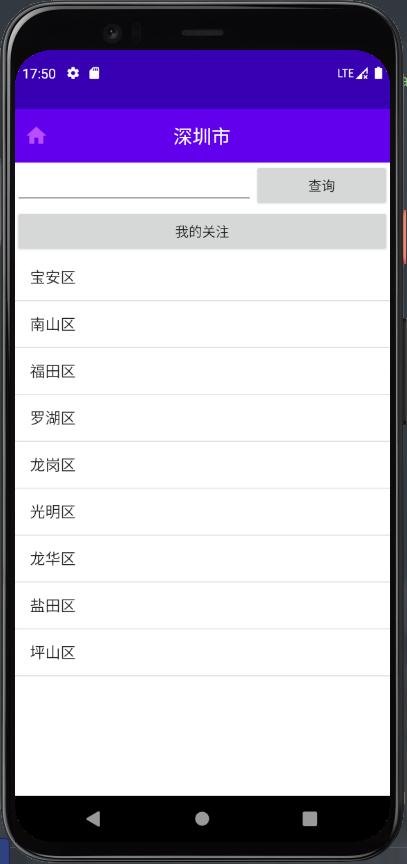 17:50 LTE
深圳市
查询
我的关注
宝安区
南山区
福田区
罗湖区
龙岗区
光明区
龙华区
盐田区
坪山区